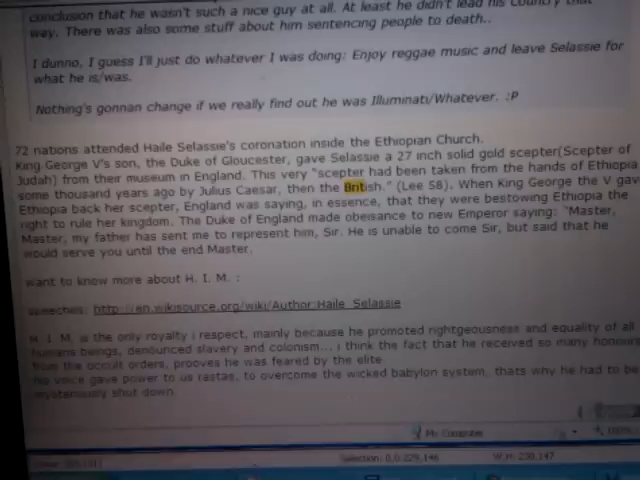 conclusion that he wasn't such a nice guy at all. At least he didn't lead his country that
way. There was also some stuff about him sentencing people to death..
I dunno, I guess I'll just do whatever I was doing: Enjoy reggae music and leave Selassie for
what he is/was.
Nothing's gonnan change if we really find out he was Illuminati/Whatever. :P
72 nations attended Haile Selassie's coronation inside the Ethiopian Church.
King George V's son, the Duke of Gloucester, gave Selassie a 27 inch solid gold scepter(Scepter of
Judah) from their museum in England. This very "scepter had been taken from the hands of Ethiopia
some thousand years ago by Julius Caesar, then the British." (Lee 58). When King George the V gave
Ethiopia back her scepter, England was saying, in essence, that they were bestowing Ethiopia the
right to rule her kingdom. The Duke of England made obeisance to new Emperor saying: "Master,
Master, my father has sent me to represent him, Sir. He is unable to come Sir, but said that he
would serve you until the end Master.
want to know more about H. I. M. :
speeches: http://en.wikisource.org/wiki/Author:Haile_Selassie
H. I. M. is the only royalty i respect, mainly because he promoted rightgeousness and equality of all
humans beings, denounced slavery and colonism... i think the fact that he received so many honours
from the occult orders, prooves he was feared by the elite.
his voice gave power to us rastas, to overcome the wicked babylon system, thats why he had to be
mysteriously shut down.
My Computer
100%
Selection: 0,0:229,146
W,H: 230,147